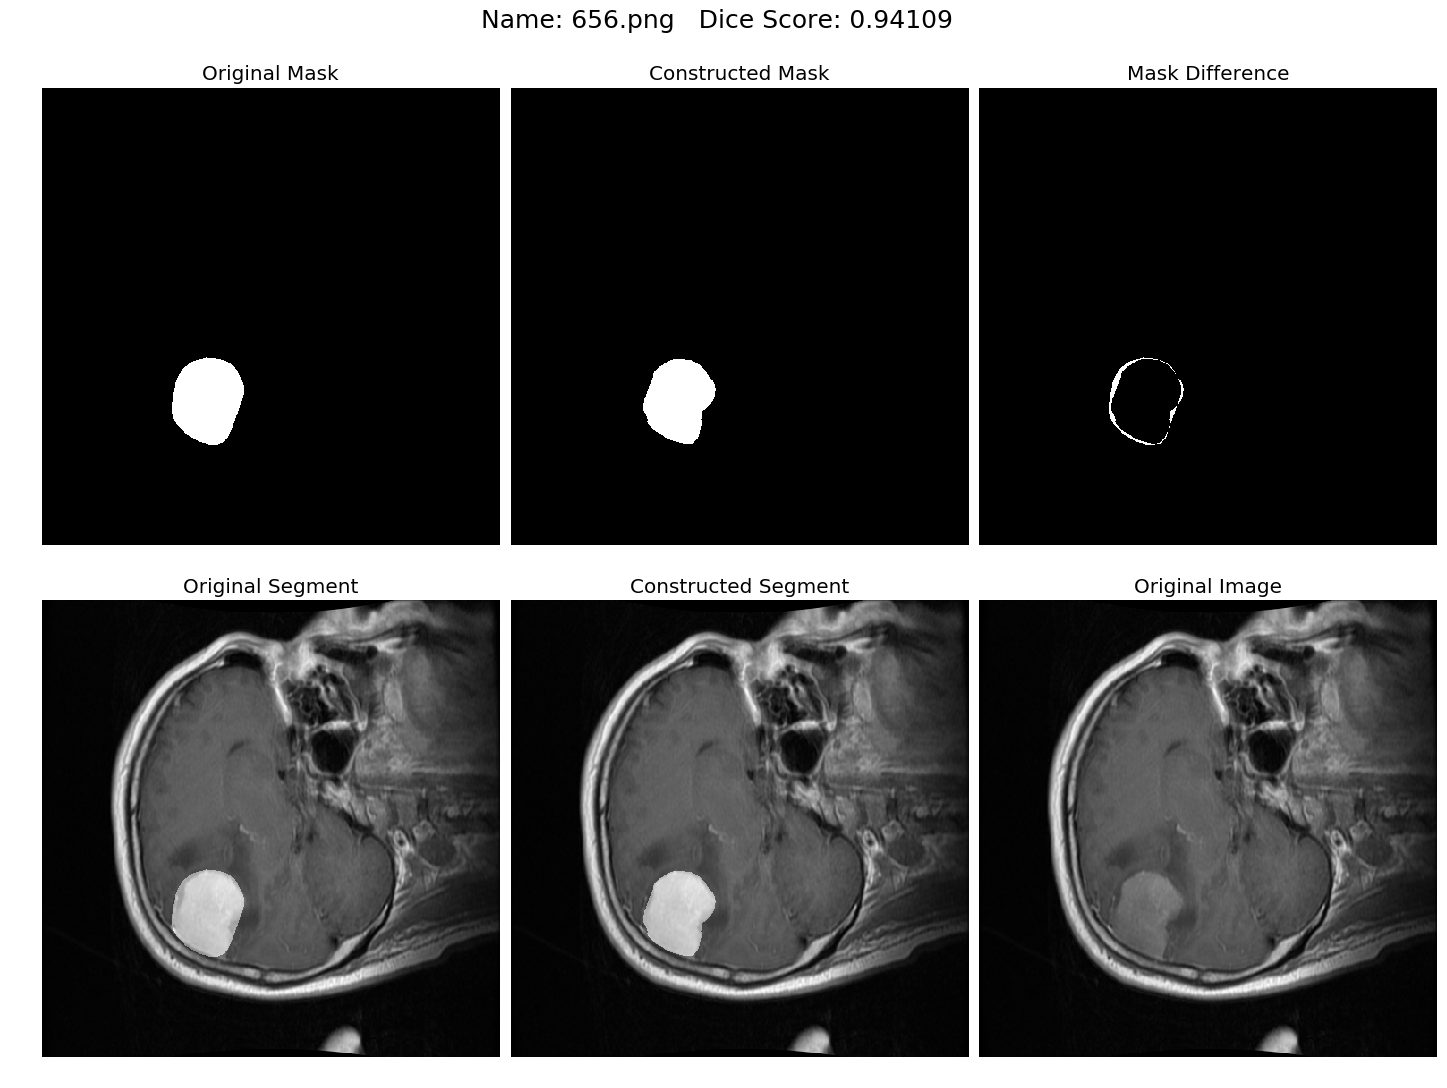 Name: 656.png   Dice Score: 0.94109
Original Mask
Constructed Mask
Mask Difference
Original Segment
Constructed Segment
Original Image